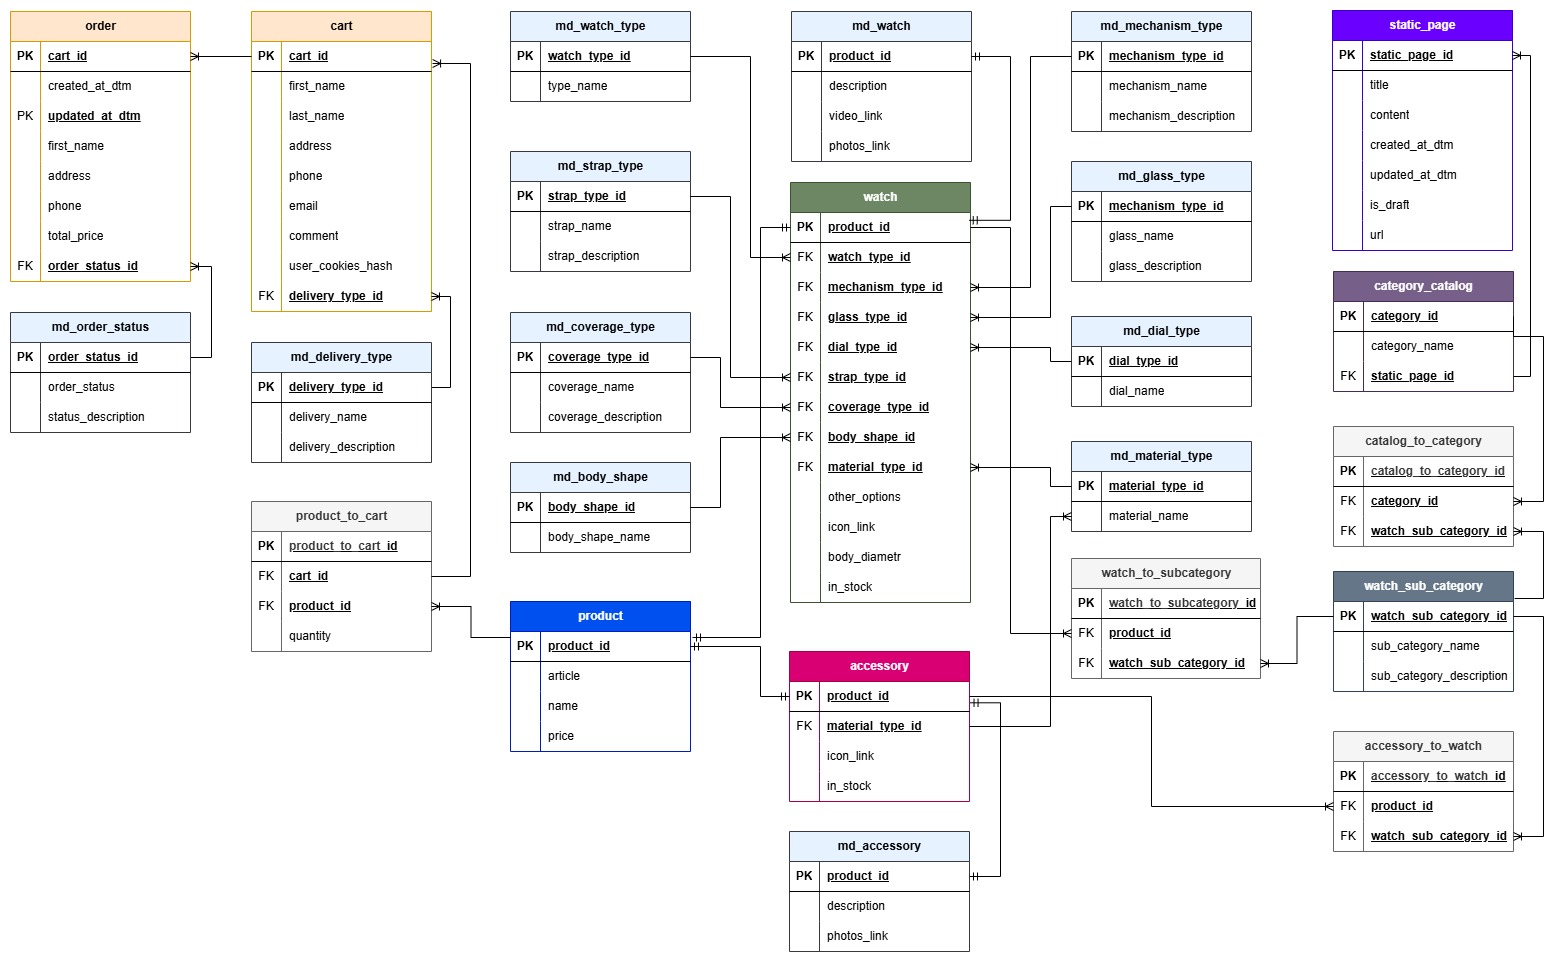 order
PK cart_id
created_at_dtm
PK updated_at_dtm
first_name
address
phone
total_price
FK order_status_id
md_order_status
PK order_status_id
order_status
status_description
cart
PK cart_id
first_name
last_name
address
phone
email
comment
user_cookies_hash
FK delivery_type_id
md_delivery_type
PK delivery_type_id
delivery_name
delivery_description
product_to_cart
PK product_to_cart_id
FK cart_id
FK product_id
quantity
md_watch_type
PK watch_type_id
type_name
md_strap_type
PK strap_type_id
strap_name
strap_description
md_coverage_type
PK coverage_type_id
coverage_name
coverage_description
md_body_shape
PK body_shape_id
body_shape_name
product
PK product_id
article
name
price
md_watch
PK product_id
description
video_link
photos_link
watch
PK product_id
FK watch_type_id
FK mechanism_type_id
FK glass_type_id
FK dial_type_id
FK strap_type_id
FK coverage_type_id
FK body_shape_id
FK material_type_id
other_options
icon_link
body_diametr
in_stock
accessory
PK product_id
FK material_type_id
icon_link
in_stock
md_accessory
PK product_id
description
photos_link
md_mechanism_type
PK mechanism_type_id
mechanism_name
mechanism_description
md_glass_type
PK mechanism_type_id
glass_name
glass_description
md_dial_type
PK dial_type_id
dial_name
md_material_type
PK material_type_id
material_name
watch_to_subcategory
PK watch_to_subcategory_id
FK product_id
FK watch_sub_category_id
static_page
PK static_page_id
title
content
created_at_dtm
updated_at_dtm
is_draft
url
category_catalog
PK category_id
category_name
FK static_page_id
catalog_to_category
PK catalog_to_category_id
FK category_id
FK watch_sub_category_id
watch_sub_category
PK watch_sub_category_id
sub_category_name
sub_category_description
accessory_to_watch
PK accessory_to_watch_id
FK product_id
FK watch_sub_category_id